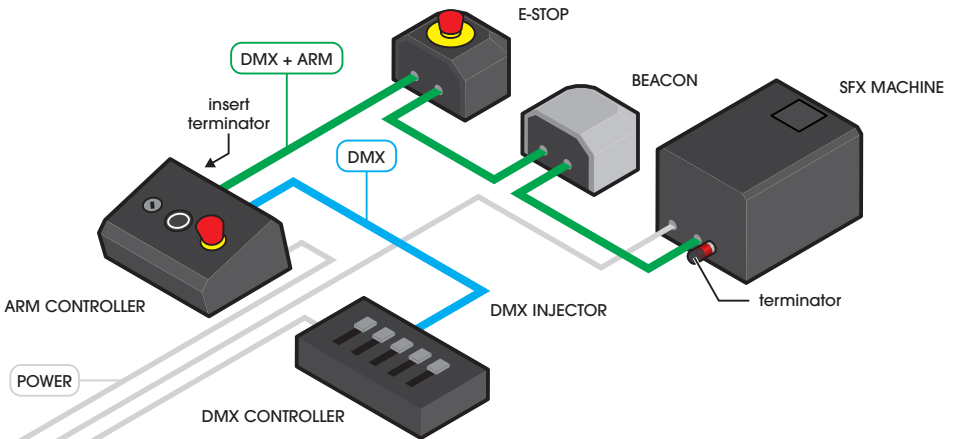 E-STOP
DMX + ARM
BEACON
SFX MACHINE
insert
terminator
DMX
ARM CONTROLLER
DMX INJECTOR
terminator
POWER
DMX CONTROLLER